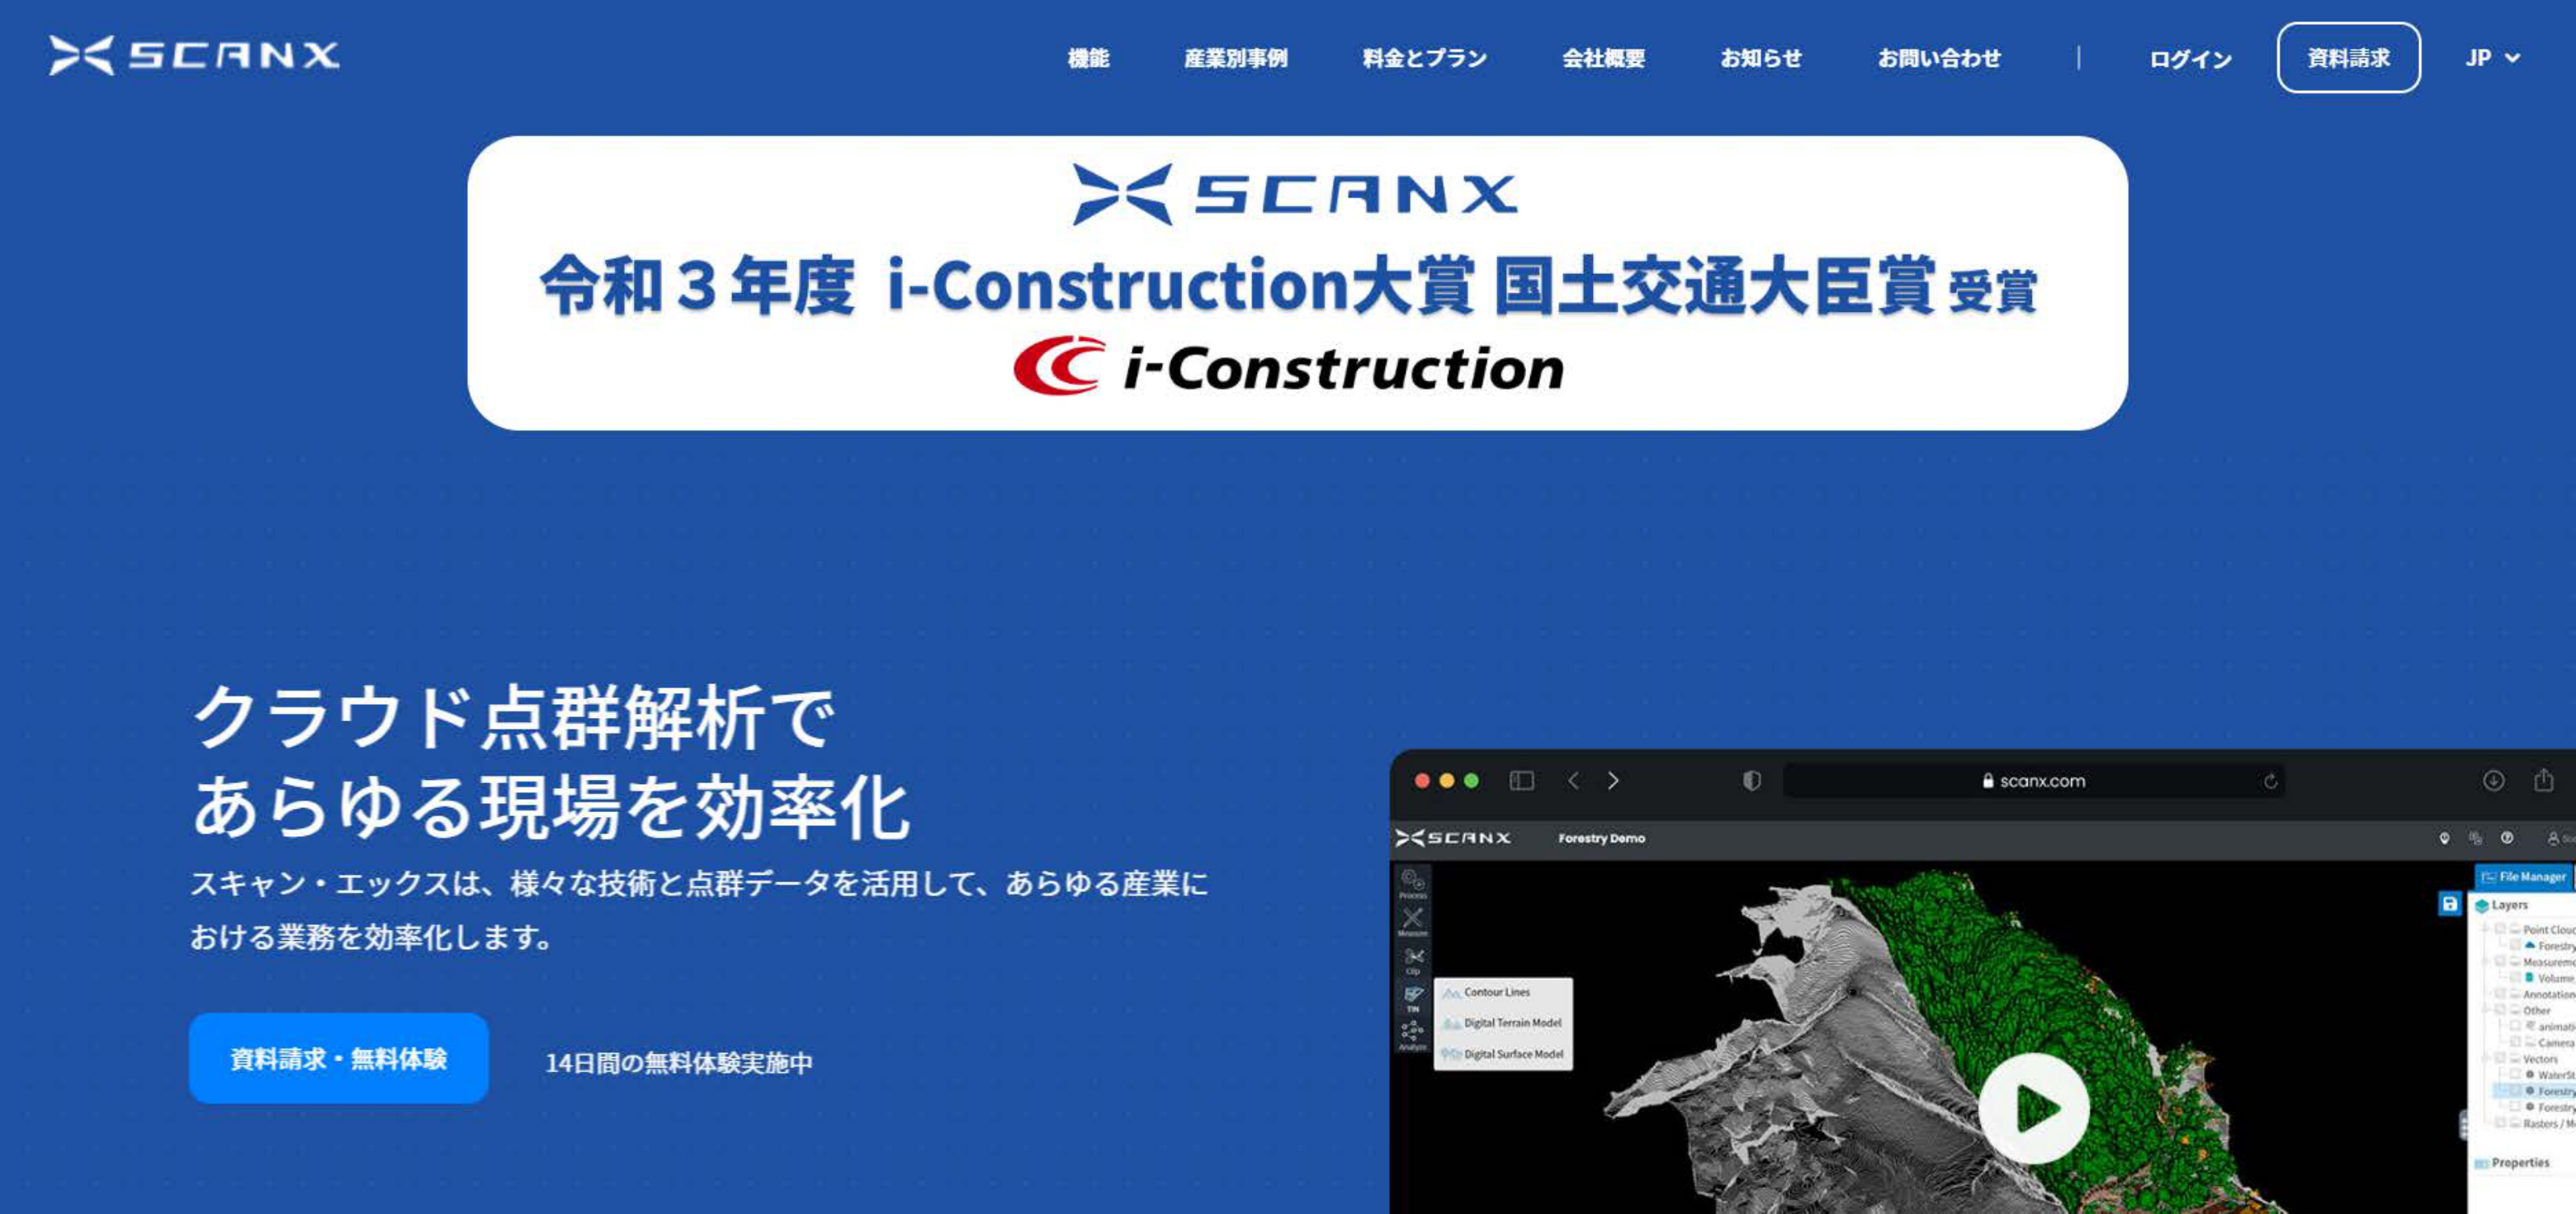 SCANX
機能 産業別事例 料金とプラン 会社概要 お知らせ お問い合わせ | ログイン 資料請求 JP
SCANX
令和3年度 i-Construction大賞 国土交通大臣賞 受賞
i-Construction
クラウド点群解析で
あらゆる現場を効率化
スキャン・エックスは、様々な技術と点群データを活用して、あらゆる産業に
おける業務を効率化します。
資料請求・無料体験 14日間の無料体験実施中
scanx.com
SCANX Forestry Demo
Process
Measure
Clip
TIN
Analyze
Contour Lines
Digital Terrain Model
Digital Surface Model
File Manager
Layers
Point Clou
Forestry
Measureme
Volume
Annotation
Other
animati
Camera
Vectors
WaterSt
Forestry
Forestry
Rasters / M
Properties